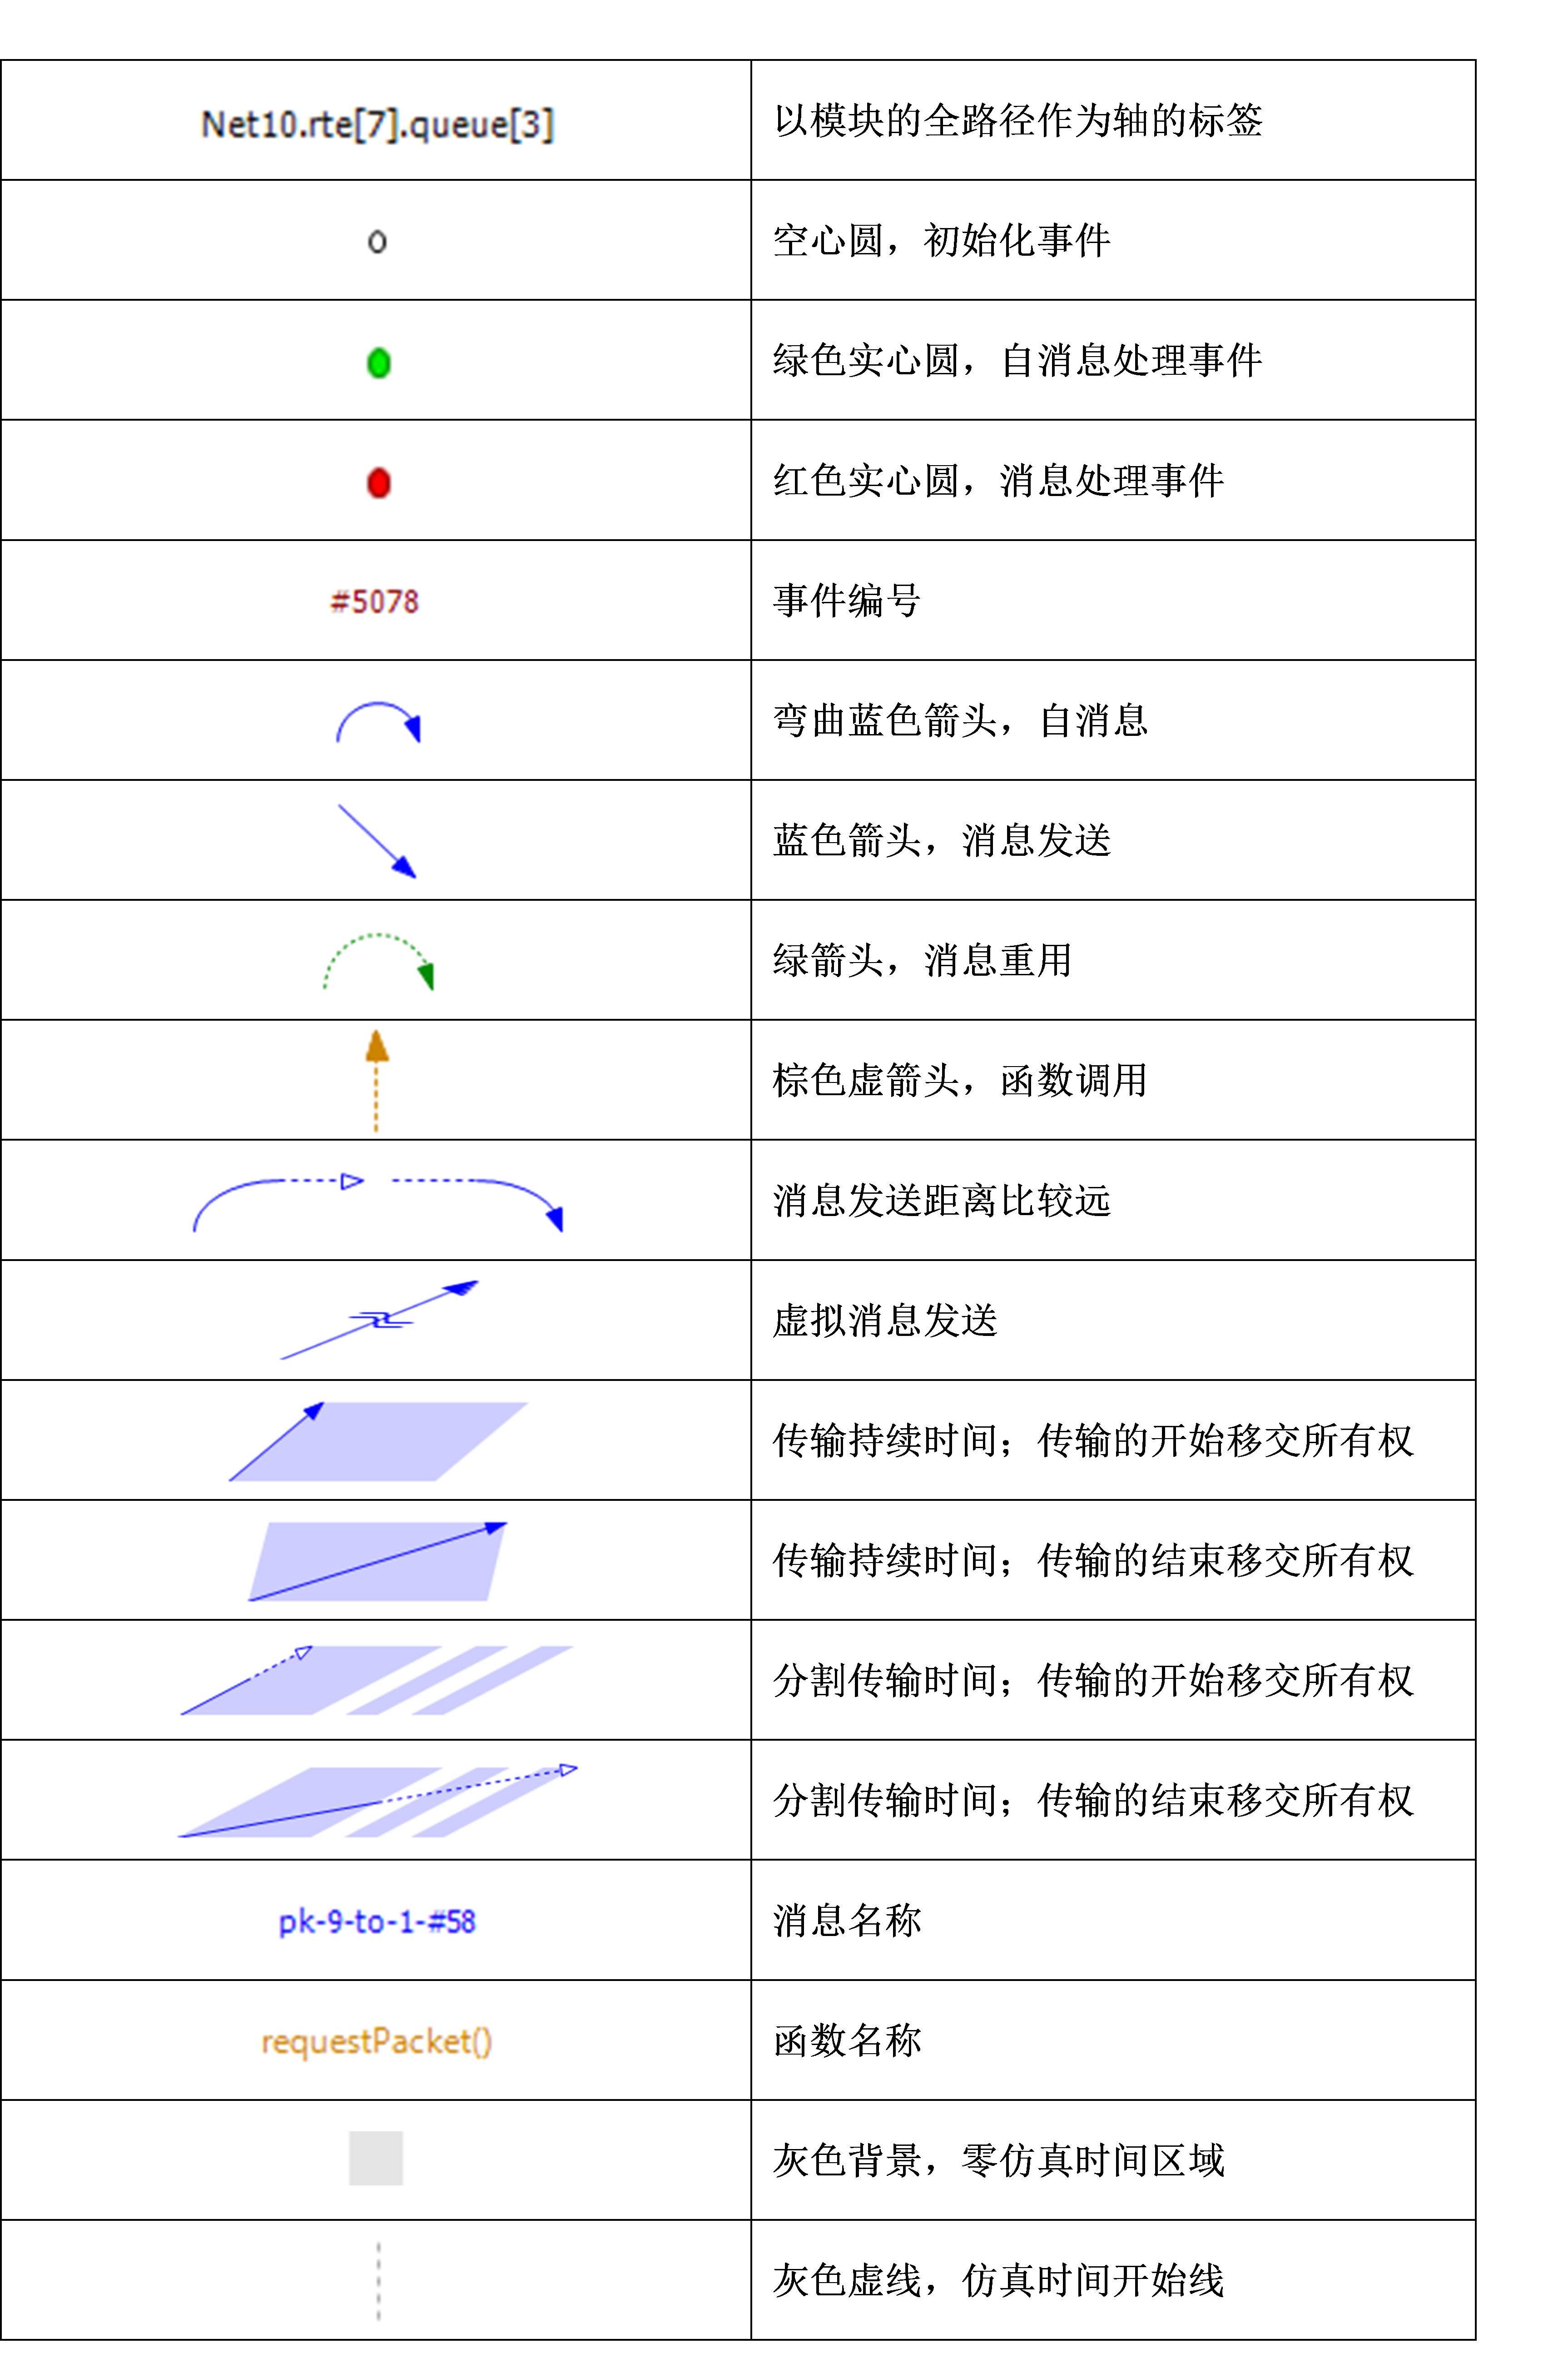 Net10.rte[7].queue[3]
以模块的全路径作为轴的标签
空心圆，初始化事件
绿色实心圆，自消息处理事件
红色实心圆，消息处理事件
#5078
事件编号
弯曲蓝色箭头，自消息
蓝色箭头，消息发送
绿箭头，消息重用
棕色虚箭头，函数调用
消息发送距离比较远
虚拟消息发送
传输持续时间；传输的开始移交所有权
传输持续时间；传输的结束移交所有权
分割传输时间；传输的开始移交所有权
分割传输时间；传输的结束移交所有权
pk-9-to-1-#58
消息名称
requestPacket()
函数名称
灰色背景，零仿真时间区域
灰色虚线，仿真时间开始线